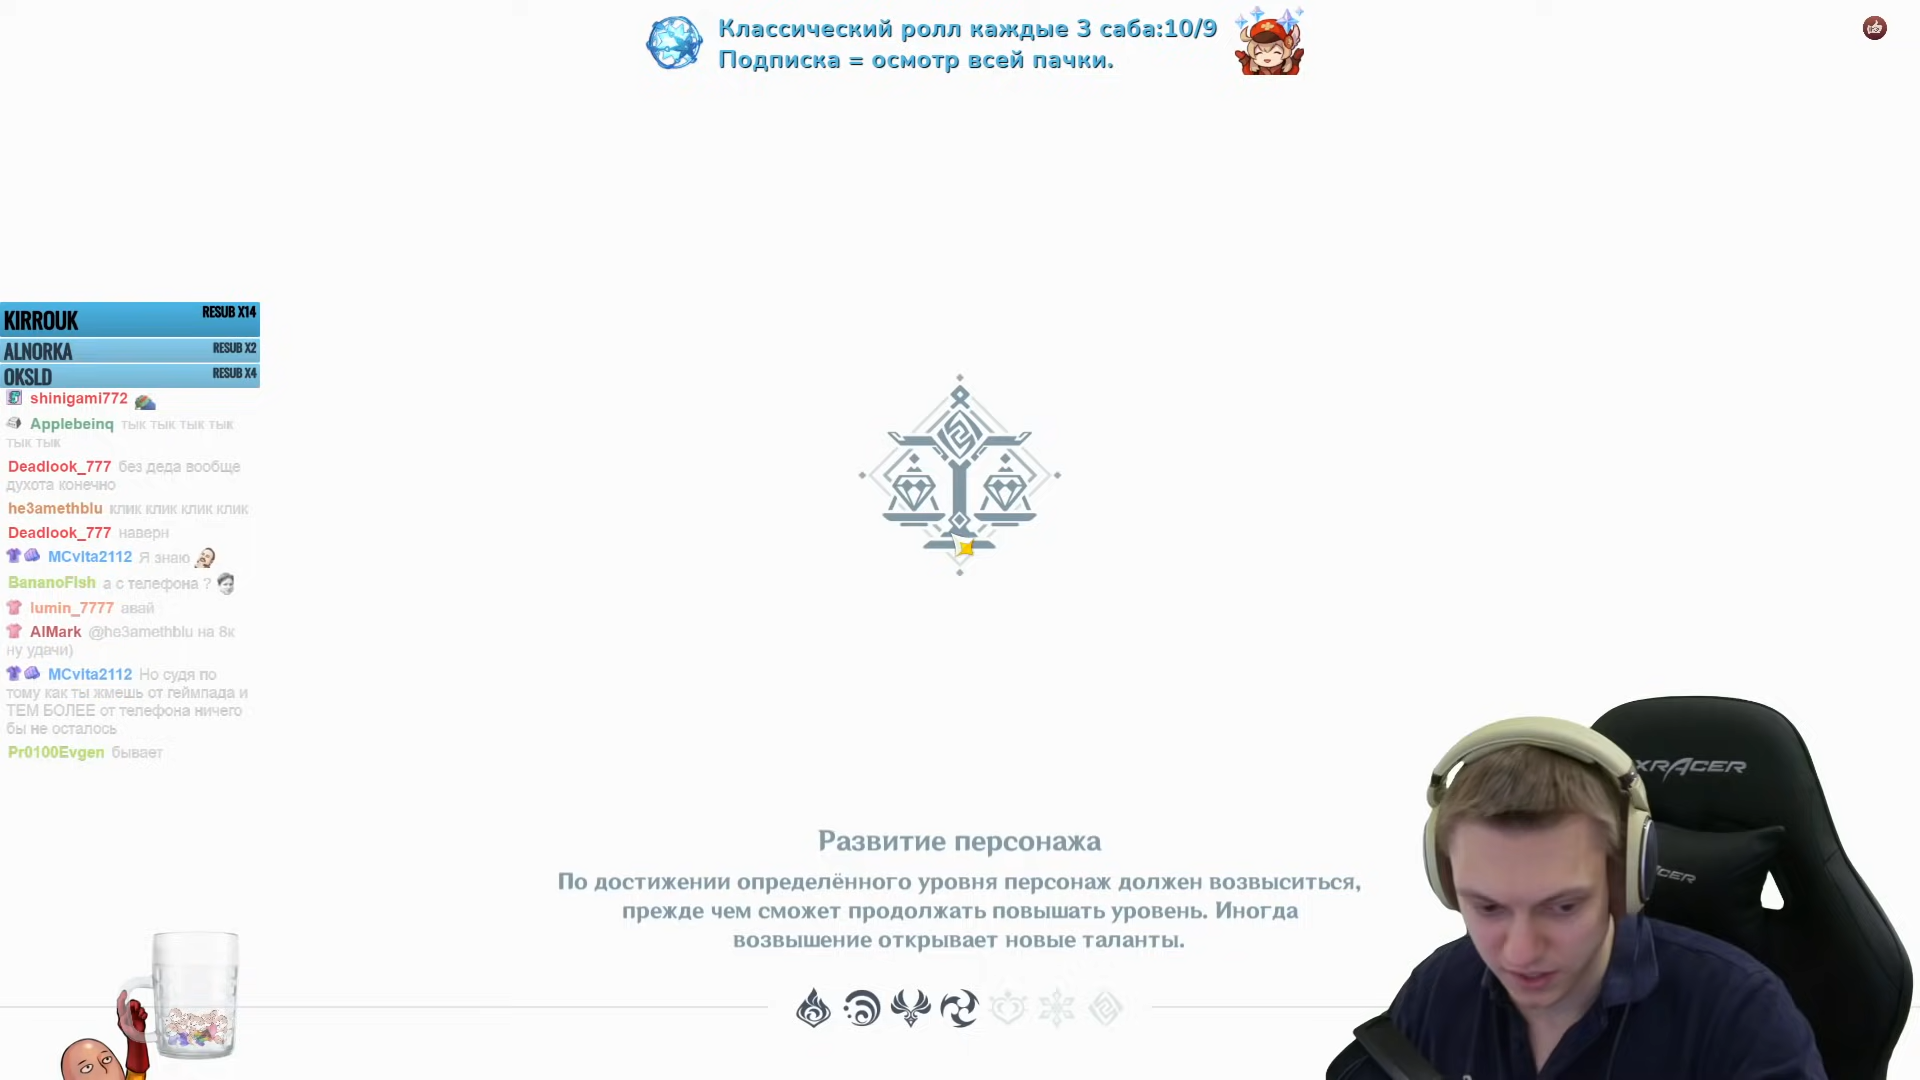 Классический ролл каждые 3 саба:10/9
Подписка = осмотр всей пачки.
KIRROUK RESUB X14
ALNORKA RESUB X2
OKSLD RESUB X4
shinigami772
Applebeinq тык тык тык тык
тык тык
Deadlook_777 без деда вообще
духота конечно
he3amethblu клик клик клик клик
Deadlook_777 наверн
MCvita2112 Я знаю
BananoFish а с телефона ?
lumin_7777 авай
AlMark @he3amethblu на 8к
ну удачи)
MCvita2112 Но судя по
тому как ты жмешь от геймпада и
ТЕМ БОЛЕЕ от телефона ничего
бы не осталось
Pr0100Evgen бывает
Развитие персонажа
По достижении определённого уровня персонаж должен возвыситься,
прежде чем сможет продолжать повышать уровень. Иногда
возвышение открывает новые таланты.
XRACER